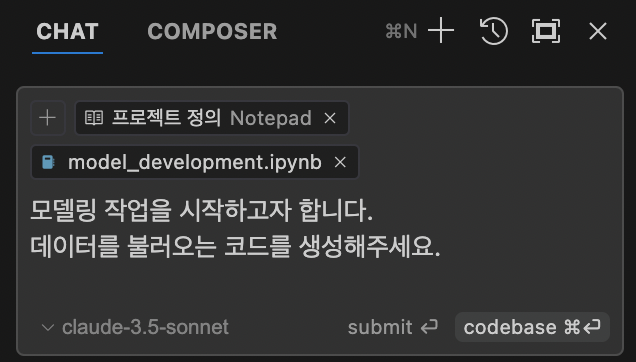 CHAT COMPOSER ⌘N
프로젝트 정의 Notepad
model_development.ipynb
모델링 작업을 시작하고자 합니다.
데이터를 불러오는 코드를 생성해주세요.
claude-3.5-sonnet submit ⏎ codebase ⌘⏎